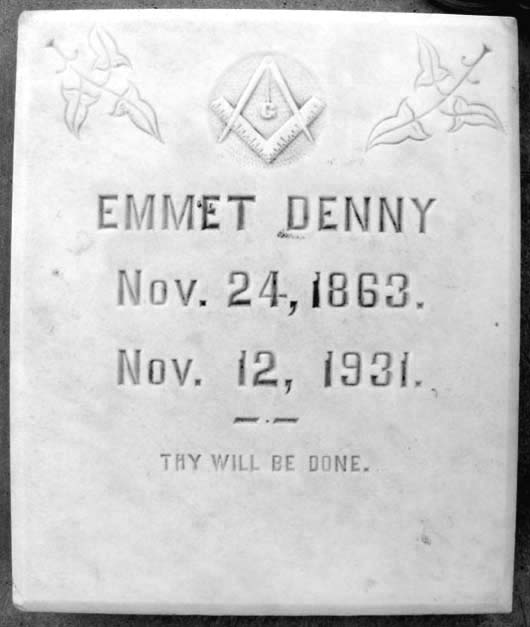 G
EMMET DENNY
Nov. 24, 1863.
Nov. 12, 1931.
THY WILL BE DONE.